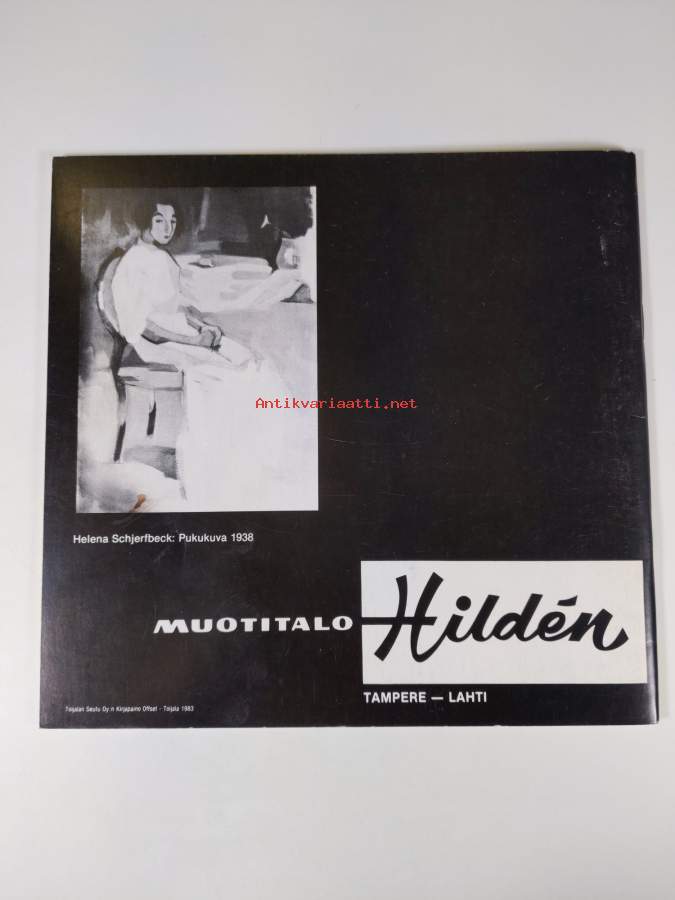 Antikvariaatti.net
Helena Schjerfbeck: Pukukuva 1938
MUOTITALO Hildén
TAMPERE — LAHTI
Toijalan Seutu Oy:n Kirjapaino Offset - Toijala 1983